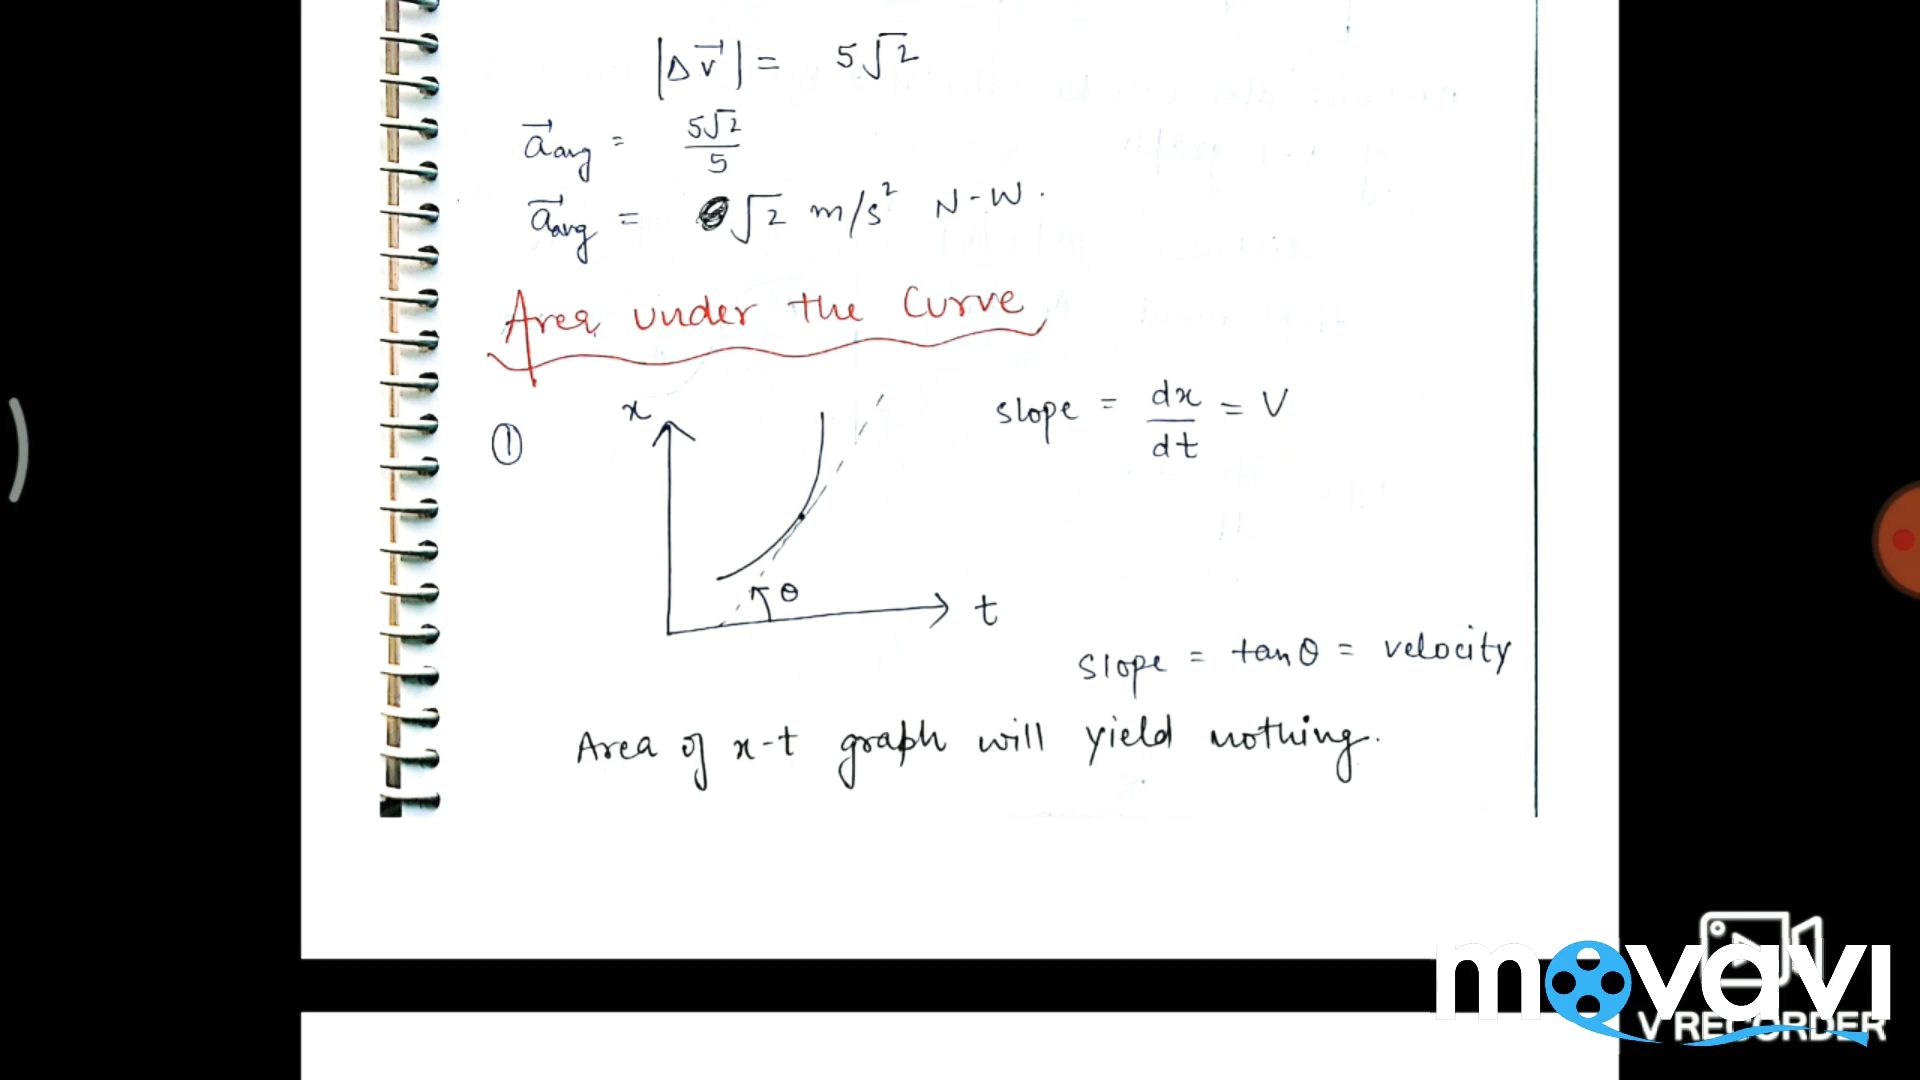 |Δv⃗| = 5√2
a⃗avg = 5√2/5
a⃗avg = √2 m/s² N-W.
Area under the Curve
① x
slope = dx/dt = V
θ
t
slope = tanθ = velocity
Area of x-t graph will yield nothing.
movavi
V RECORDER